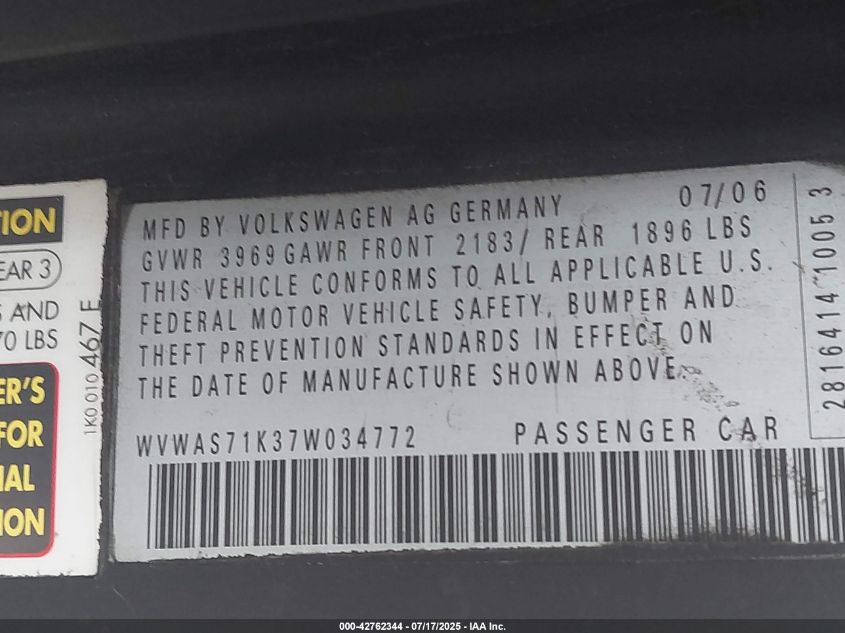 TION
EAR 3
S AND
70 LBS
ER'S
FOR
IAL
ION
1K0 010 467 E
MFD BY VOLKSWAGEN AG GERMANY 07/06
GVWR 3969 GAWR FRONT 2183/ REAR 1896 LBS
THIS VEHICLE CONFORMS TO ALL APPLICABLE U.S.
FEDERAL MOTOR VEHICLE SAFETY, BUMPER AND
THEFT PREVENTION STANDARDS IN EFFECT ON
THE DATE OF MANUFACTURE SHOWN ABOVE.
WVWAS71K37W034772 PASSENGER CAR
2816414 1005 3
000-42762344 - 07/17/2025 - IAA Inc.